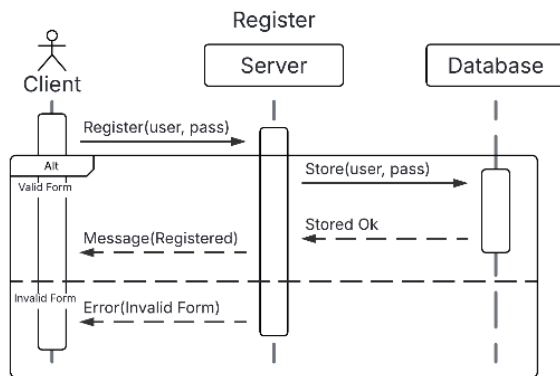 Register
Client
Server
Database
Register(user, pass)
Alt
Valid Form
Store(user, pass)
Stored Ok
Message(Registered)
Invalid Form
Error(Invalid Form)